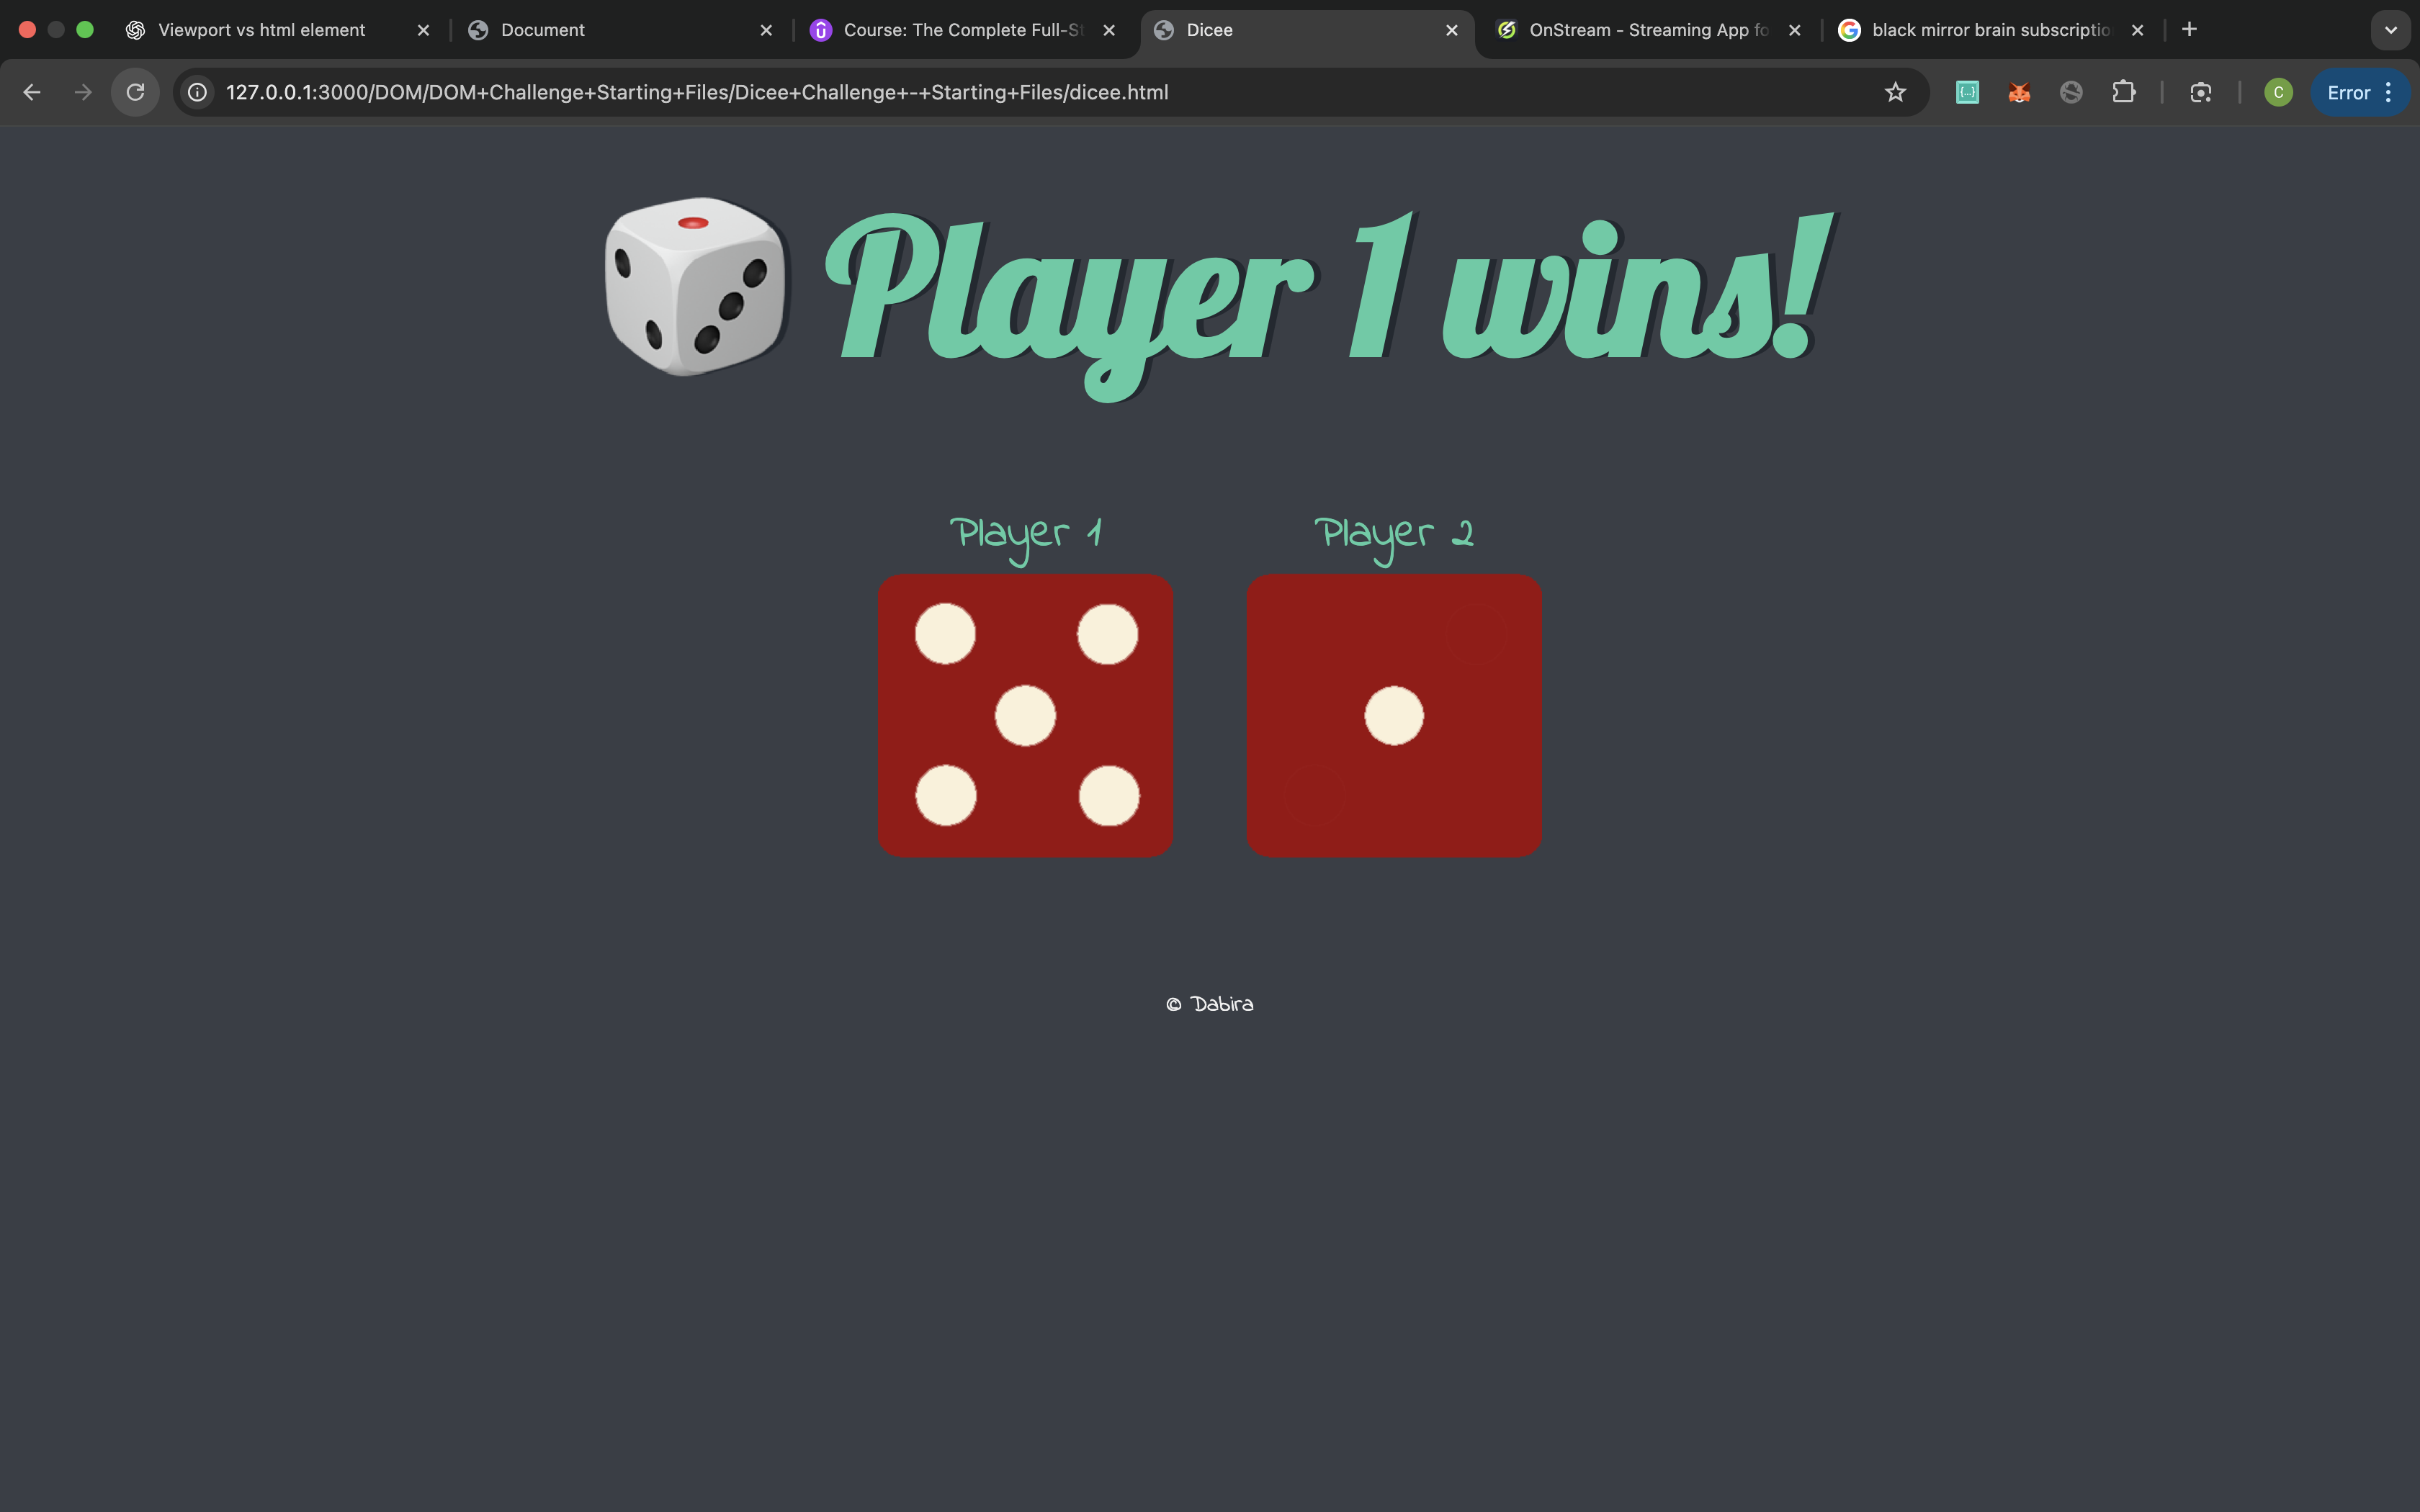 Viewport vs html element
Document
Course: The Complete Full-St
Dicee
OnStream - Streaming App fo
black mirror brain subscriptio
127.0.0.1:3000/DOM/DOM+Challenge+Starting+Files/Dicee+Challenge+-+Starting+Files/dicee.html
{...}
C
Error
🎲 Player 1 wins!
Player 1
Player 2
© Dabira